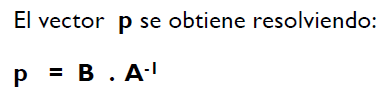 El vector p se obtiene resolviendo:
p = B . A⁻¹